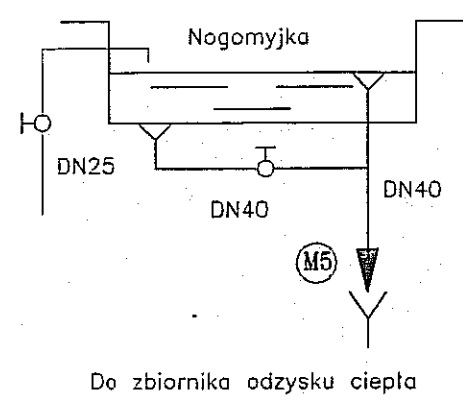 Nogomyjka
DN25
DN40
DN40
M5
Do zbiornika odzysku ciepła